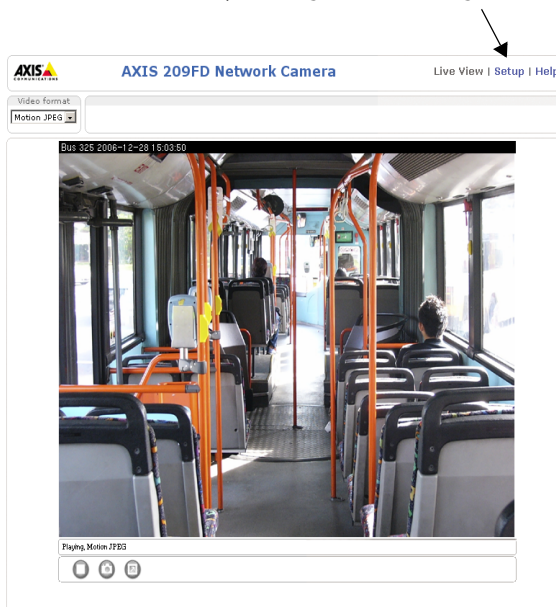 AXIS
COMMUNICATIONS
AXIS 209FD Network Camera
Live View | Setup | Help
Video format
Motion JPEG
Bus 325 2006-12-28 15:03:50
Playing, Motion JPEG